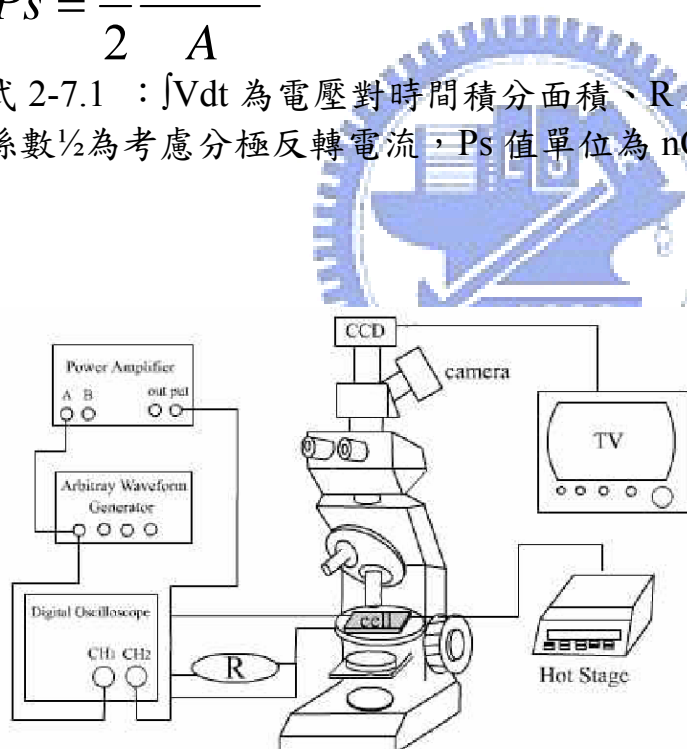 Ps =
2
A
式 2-7.1 ：∫Vdt 為電壓對時間積分面積、R
係數½為考慮分極反轉電流，Ps 值單位為
CCD
camera
Power Amplifier
A B
out put
TV
Arbitray Waveform
Generator
Digital Oscilloscope
cell
CH1 CH2
R
Hot Stage